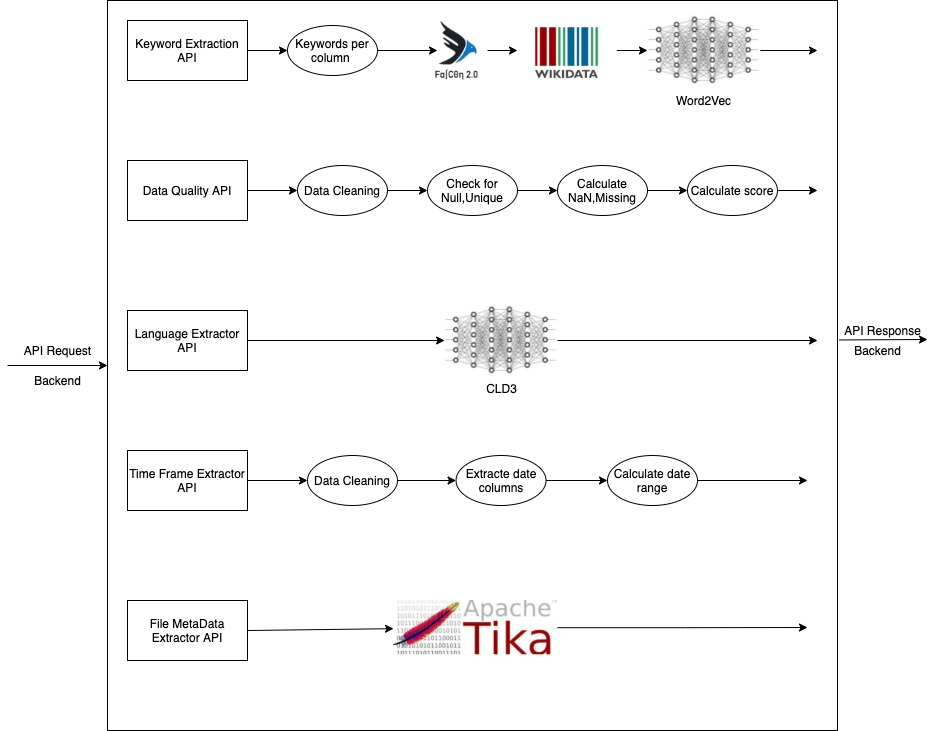 Keyword Extraction
API
Keywords per
column
Fa∫Cθη 2.0
WIKIDATA
Word2Vec
Data Quality API
Data Cleaning
Check for
Null,Unique
Calculate
NaN,Missing
Calculate score
Language Extractor
API
CLD3
API Request
Backend
API Response
Backend
Time Frame Extractor
API
Data Cleaning
Extracte date
columns
Calculate date
range
File MetaData
Extractor API
Apache™
Tika